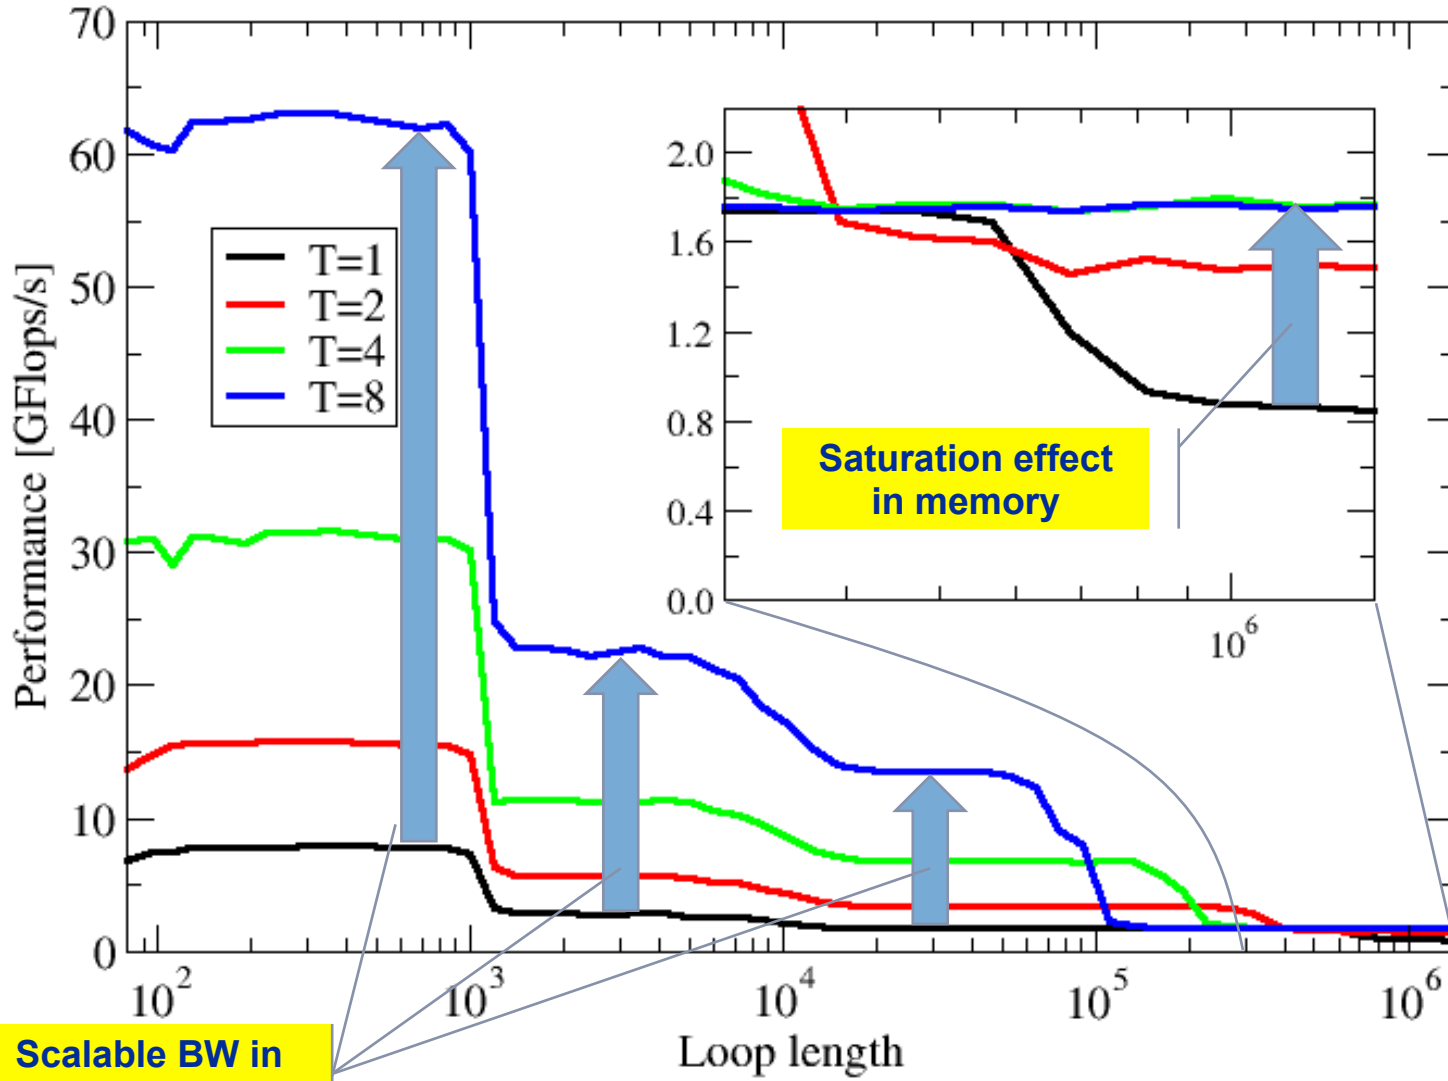 70
60
50
40
30
20
10
0
Performance [GFlops/s]
T=1
T=2
T=4
T=8
2.0
1.6
1.2
0.8
0.4
0.0
10^6
Saturation effect
in memory
10^2
10^3
10^4
10^5
10^6
Loop length
Scalable BW in